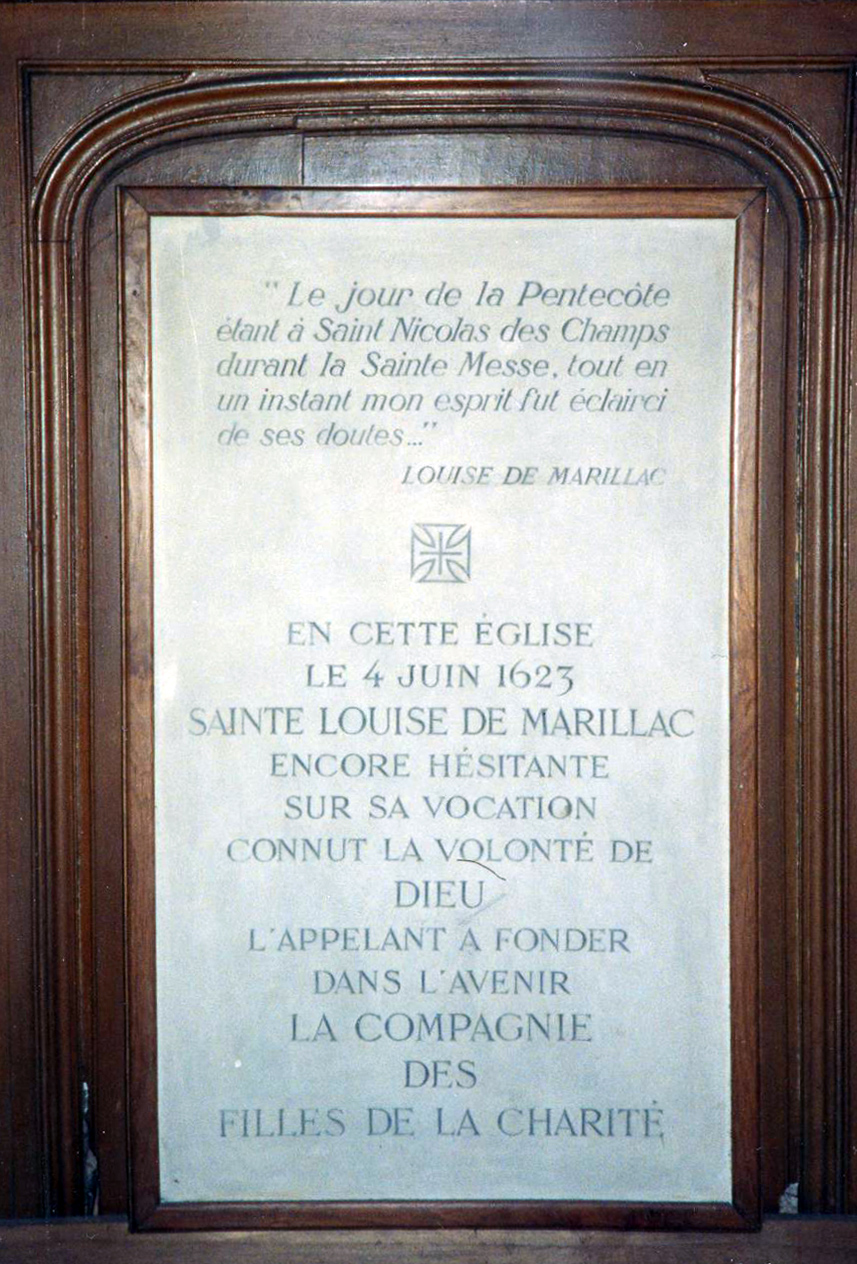 "Le jour de la Pentecôte
étant à Saint Nicolas des Champs
durant la Sainte Messe, tout en
un instant mon esprit fut éclairci
de ses doutes..."
LOUISE DE MARILLAC
EN CETTE ÉGLISE
LE 4 JUIN 1623
SAINTE LOUISE DE MARILLAC
ENCORE HÉSITANTE
SUR SA VOCATION
CONNUT LA VOLONTÉ DE
DIEU
L'APPELANT A FONDER
DANS L'AVENIR
LA COMPAGNIE
DES
FILLES DE LA CHARITÉ